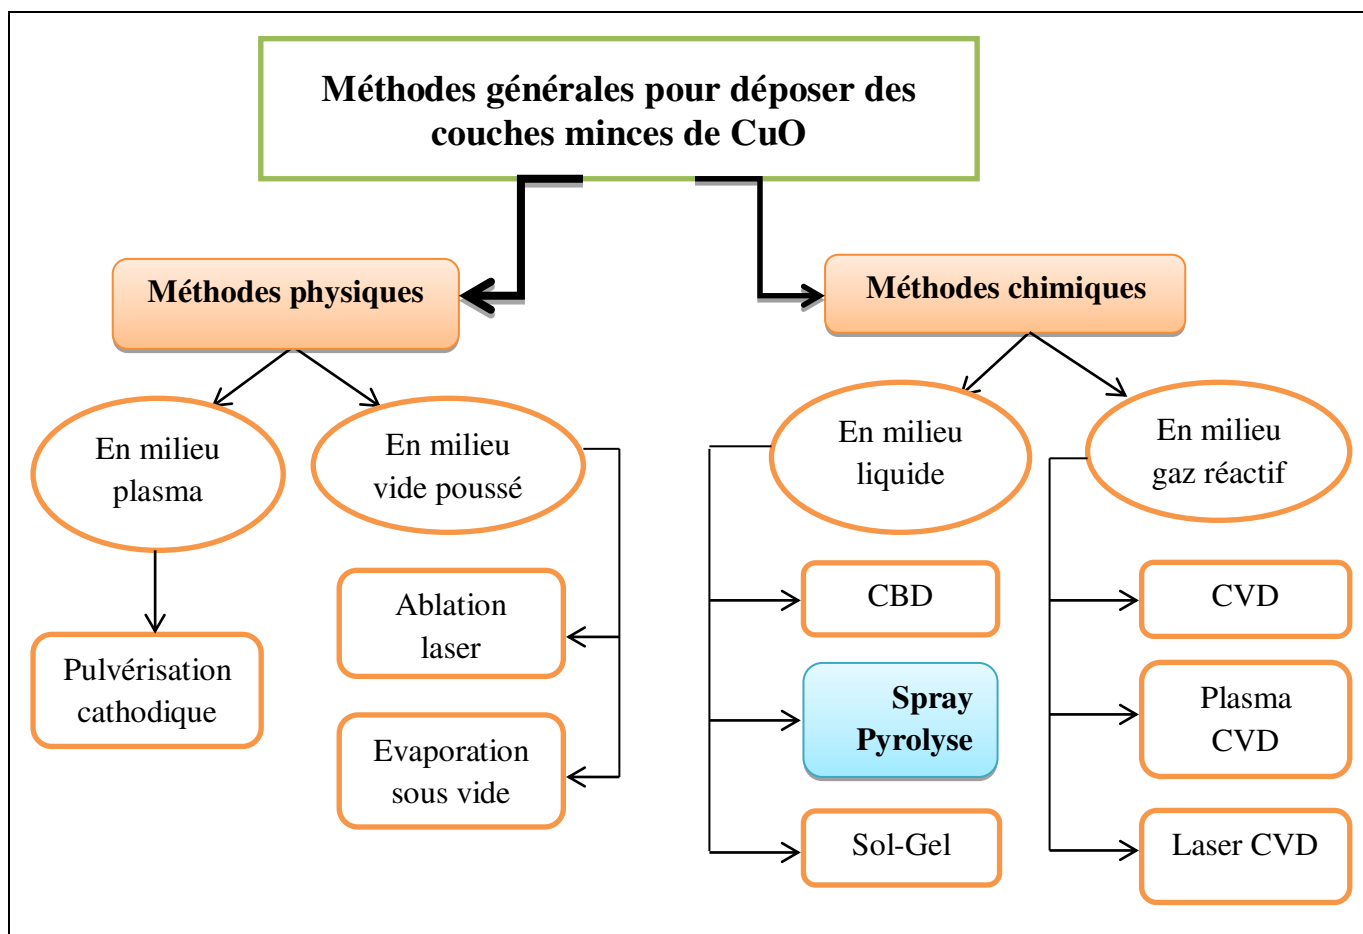 Méthodes générales pour déposer des
couches minces de CuO
Méthodes physiques
Méthodes chimiques
En milieu
plasma
En milieu
vide poussé
En milieu
liquide
En milieu
gaz réactif
Ablation
laser
CBD
CVD
Pulvérisation
cathodique
Spray
Pyrolyse
Plasma
CVD
Evaporation
sous vide
Sol-Gel
Laser CVD